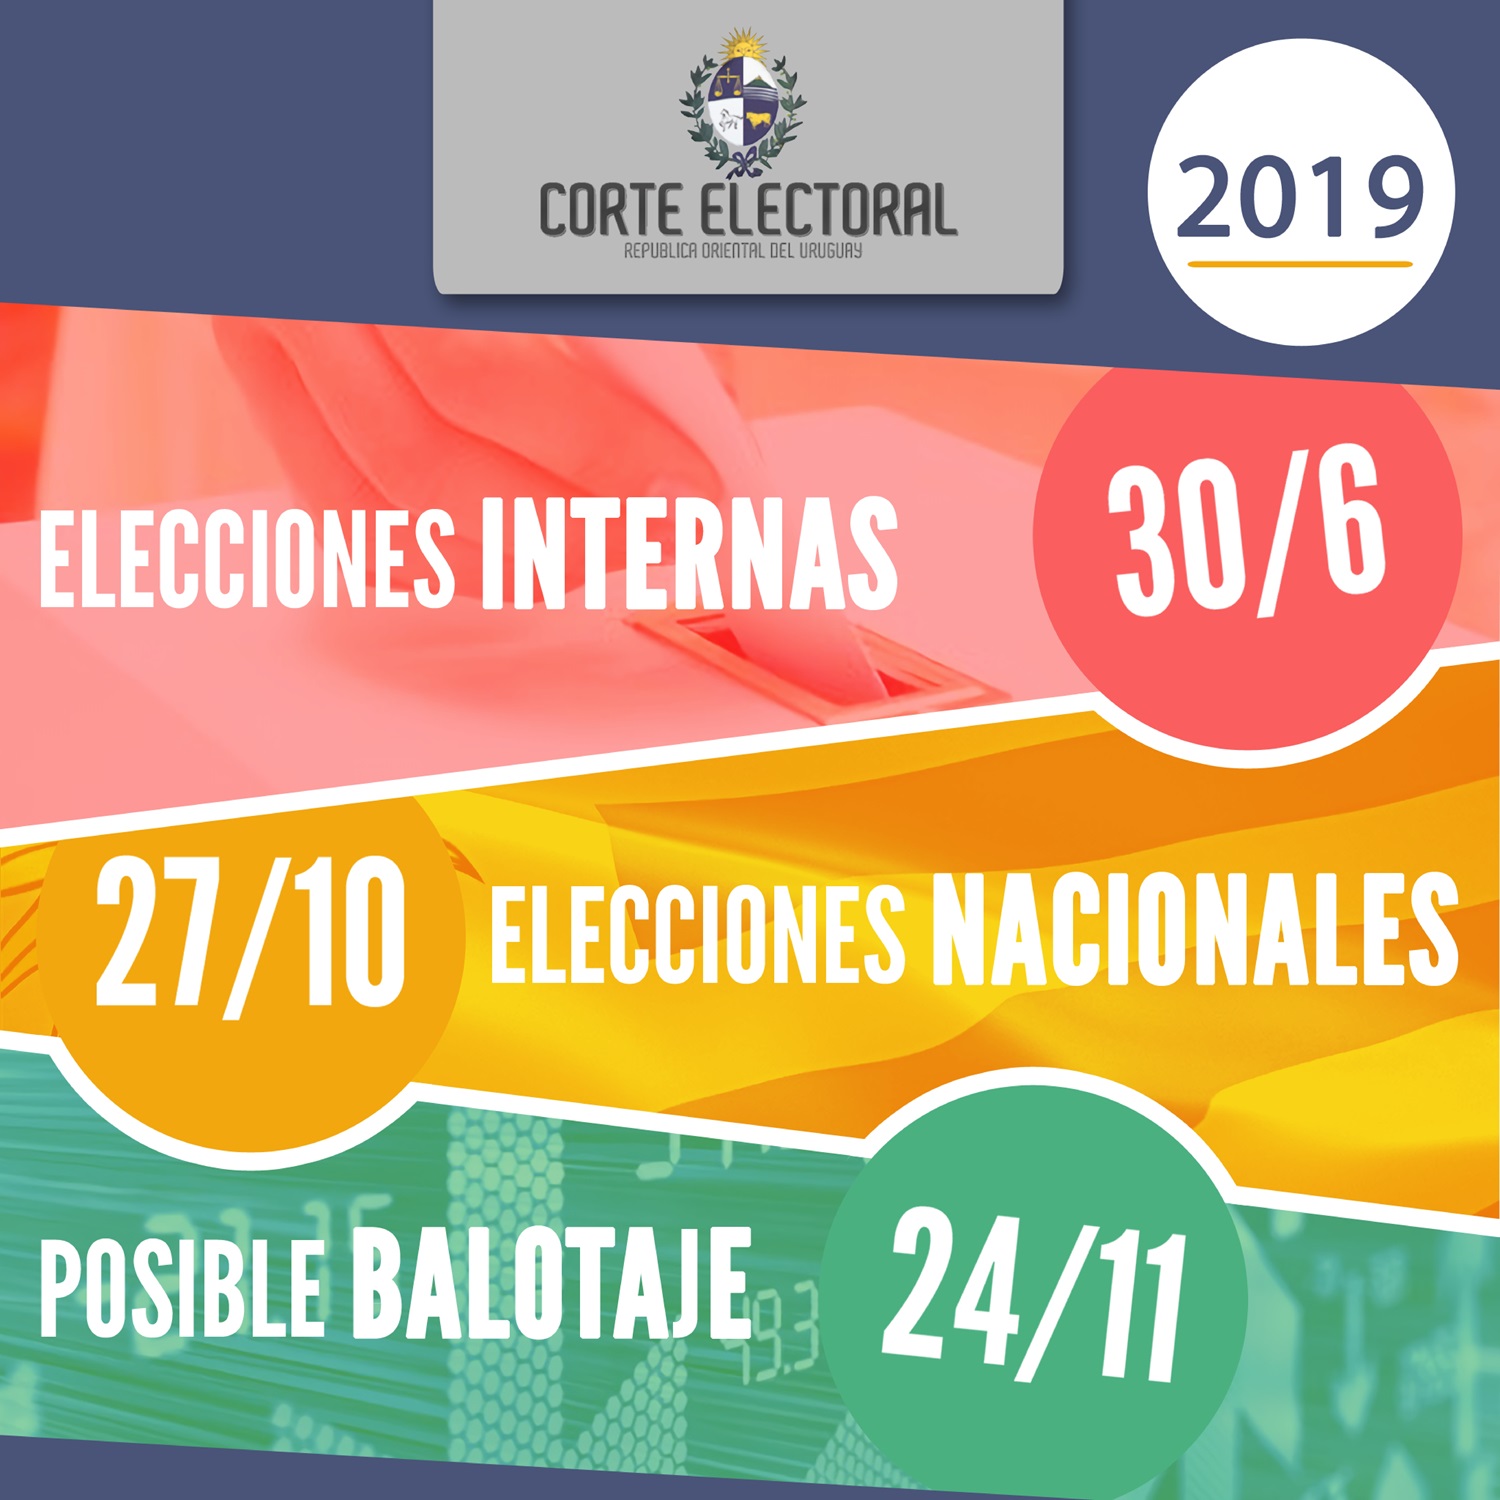 CORTE ELECTORAL
REPUBLICA ORIENTAL DEL URUGUAY
2019
ELECCIONES INTERNAS
30/6
27/10
ELECCIONES NACIONALES
POSIBLE BALOTAJE
24/11